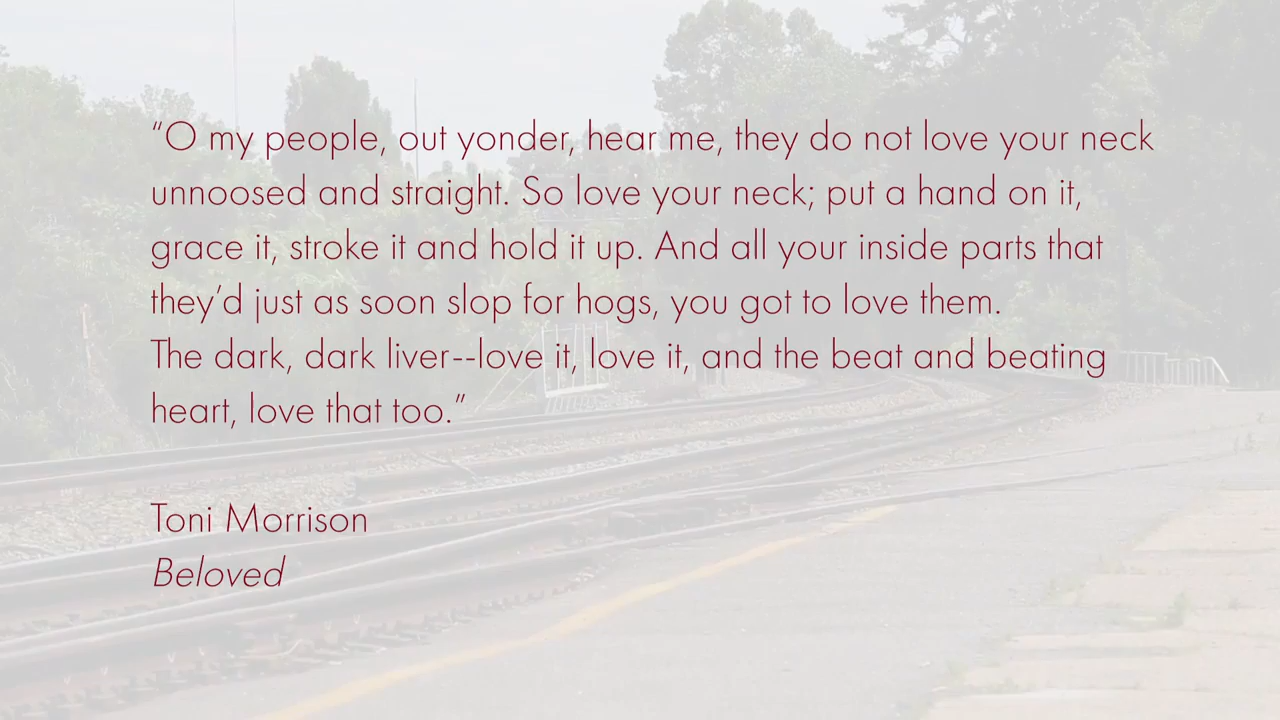 “O my people, out yonder, hear me, they do not love your neck
unnoosed and straight. So love your neck; put a hand on it,
grace it, stroke it and hold it up. And all your inside parts that
they’d just as soon slop for hogs, you got to love them.
The dark, dark liver--love it, love it, and the beat and beating
heart, love that too.”
Toni Morrison
Beloved